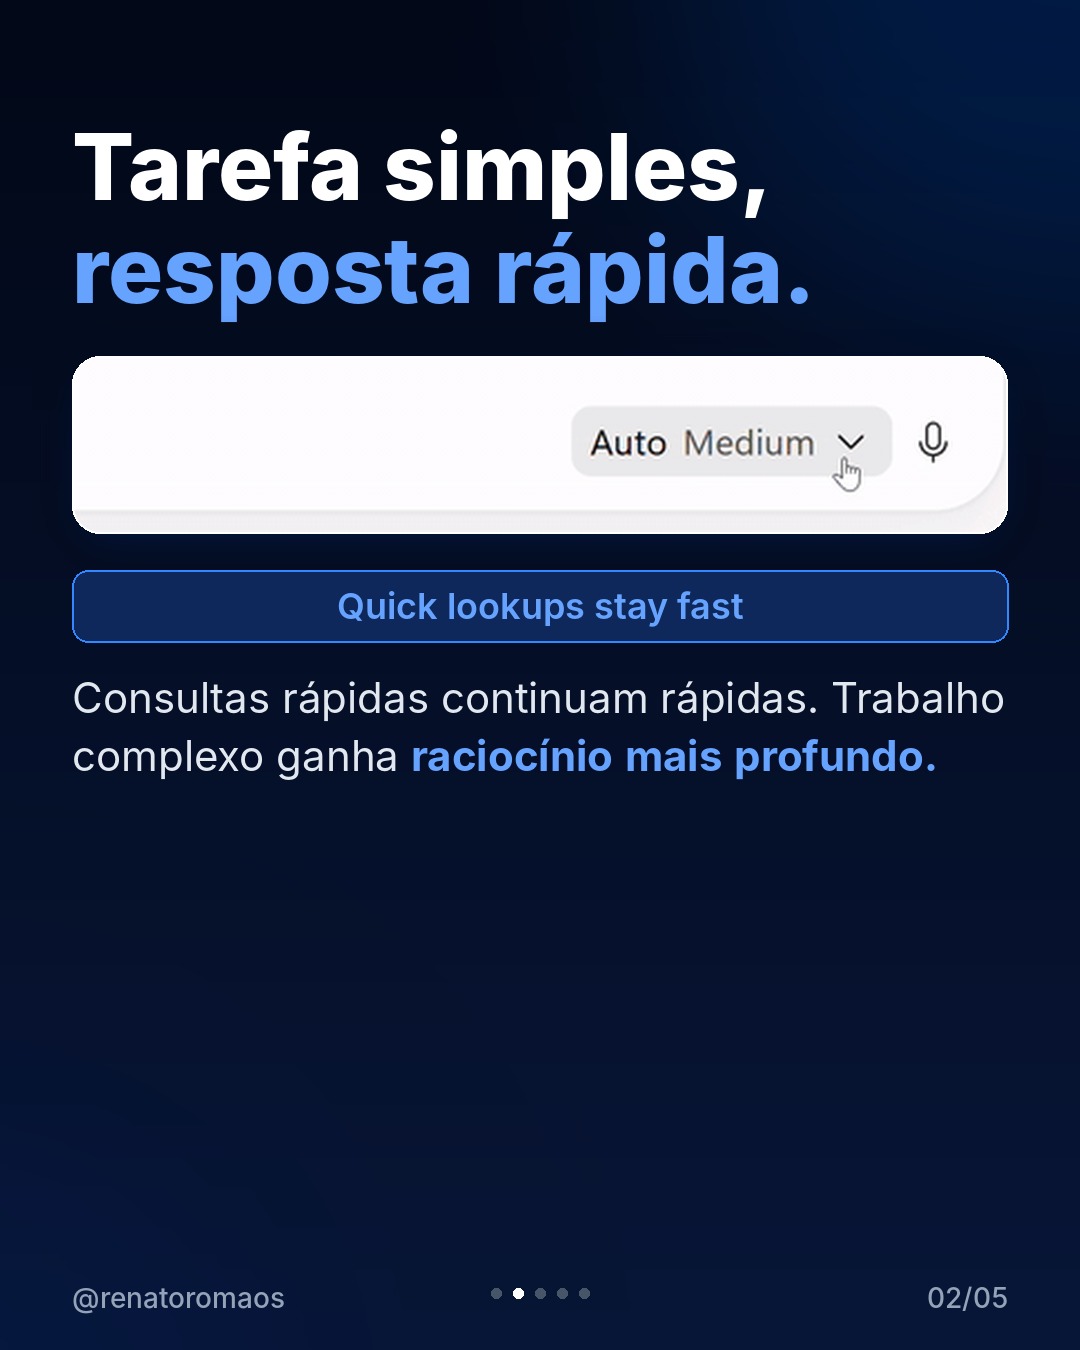 Tarefa simples,
resposta rápida.
Auto Medium
Quick lookups stay fast
Consultas rápidas continuam rápidas. Trabalho
complexo ganha raciocínio mais profundo.
@renatoromaos
02/05